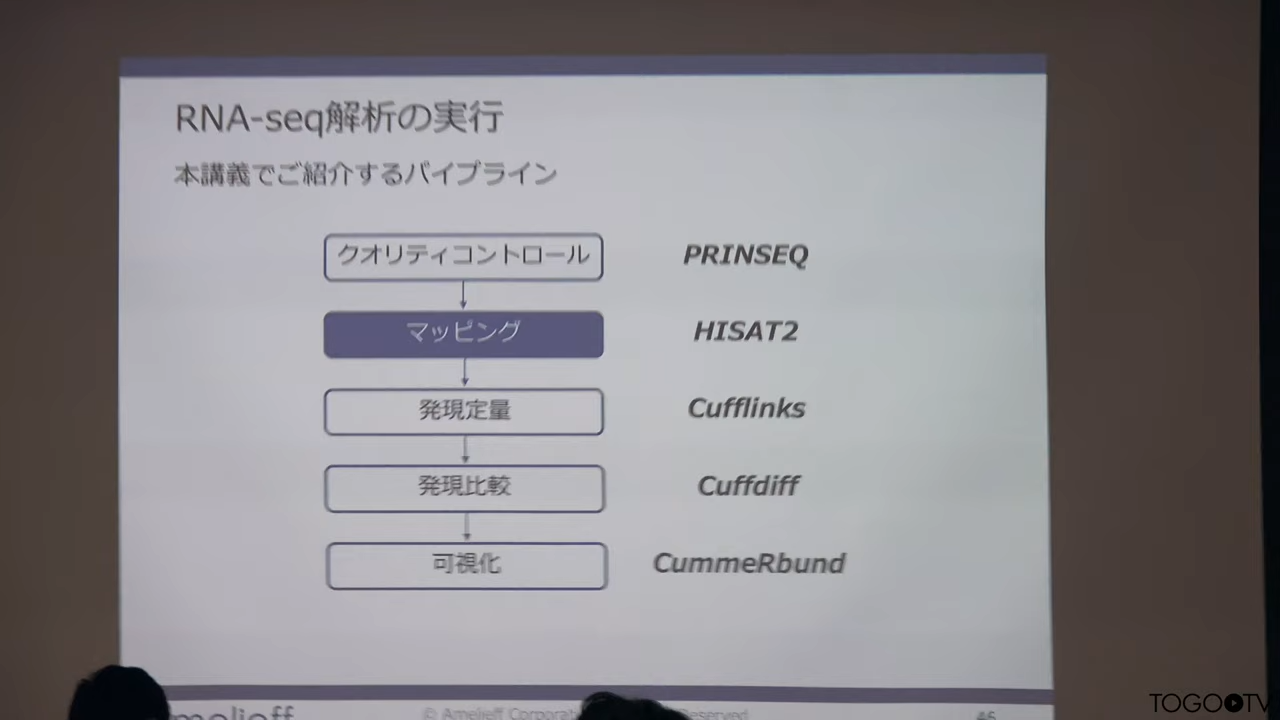 RNA-seq解析の実行
本講義でご紹介するパイプライン
クオリティコントロール PRINSEQ
マッピング HISAT2
発現定量 Cufflinks
発現比較 Cuffdiff
可視化 CummeRbund
© Amelieff
TOGOTV